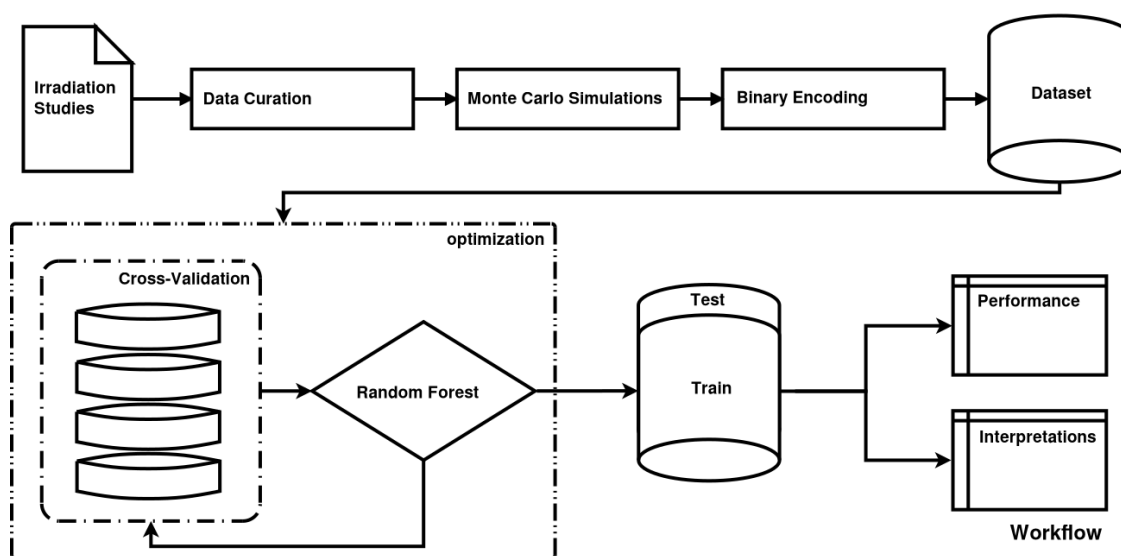 Irradiation
Studies
Data Curation
Monte Carlo Simulations
Binary Encoding
Dataset
optimization
Cross-Validation
Random Forest
Test
Train
Performance
Interpretations
Workflow